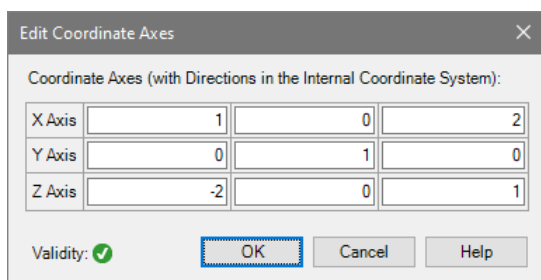 Edit Coordinate Axes
Coordinate Axes (with Directions in the Internal Coordinate System):
X Axis 1 0 2
Y Axis 0 1 0
Z Axis -2 0 1
Validity: OK Cancel Help